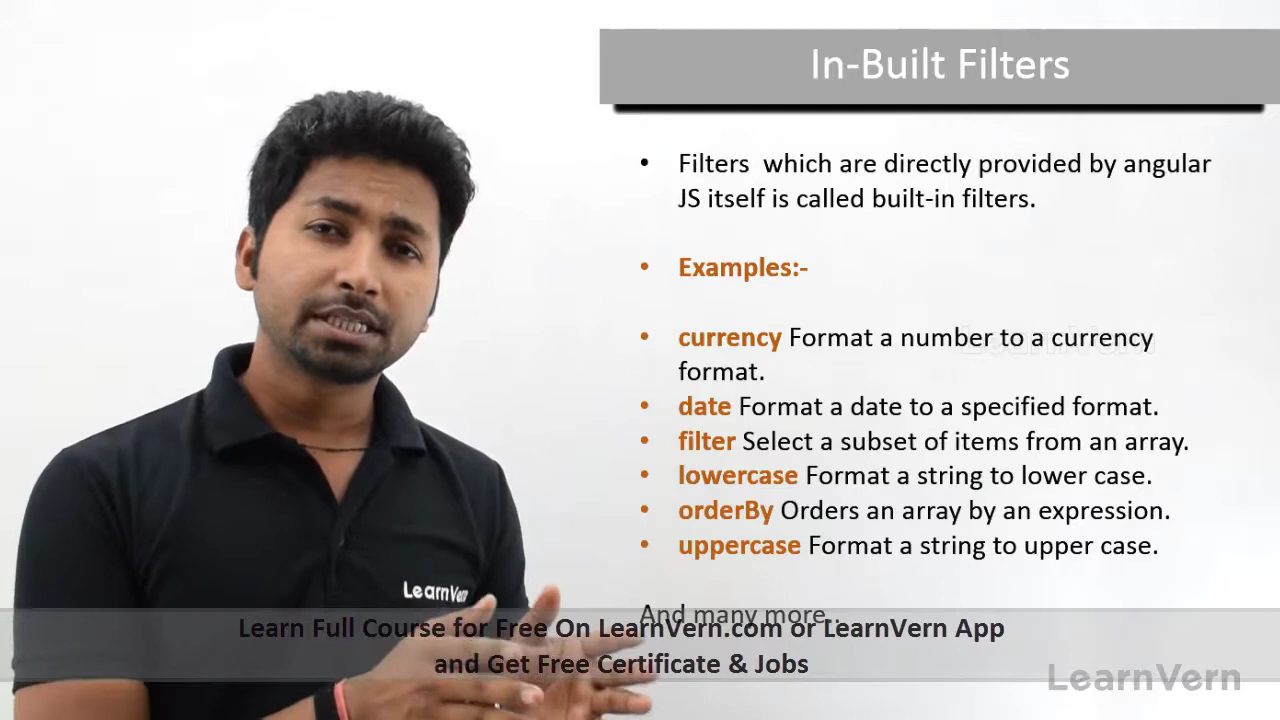 In-Built Filters
• Filters which are directly provided by angular
JS itself is called built-in filters.
• Examples:-
• currency Format a number to a currency
format.
• date Format a date to a specified format.
• filter Select a subset of items from an array.
• lowercase Format a string to lower case.
• orderBy Orders an array by an expression.
• uppercase Format a string to upper case.
And many more
LearnVern
LearnVern
Learn Full Course for Free On LearnVern.com or LearnVern App
and Get Free Certificate & Jobs
LearnVern